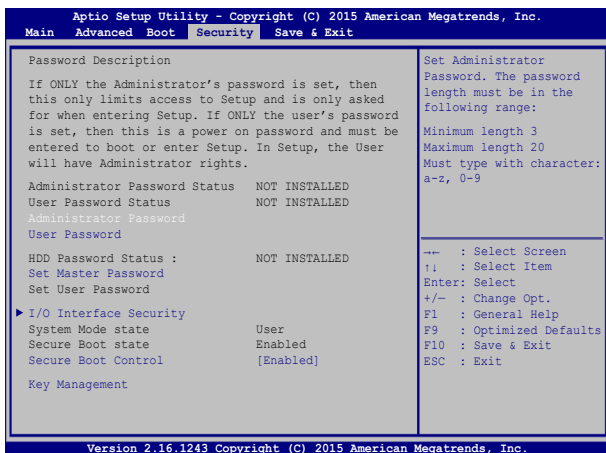 Aptio Setup Utility - Copyright (C) 2015 American Megatrends, Inc.
Main Advanced Boot Security Save & Exit
Password Description
If ONLY the Administrator's password is set, then
this only limits access to Setup and is only asked
for when entering Setup. If ONLY the user's password
is set, then this is a power on password and must be
entered to boot or enter Setup. In Setup, the User
will have Administrator rights.
Administrator Password Status NOT INSTALLED
User Password Status NOT INSTALLED
Administrator Password
User Password
HDD Password Status : NOT INSTALLED
Set Master Password
Set User Password
I/O Interface Security
System Mode state User
Secure Boot state Enabled
Secure Boot Control [Enabled]
Key Management
Set Administrator
Password. The password
length must be in the
following range:
Minimum length 3
Maximum length 20
Must type with character:
a-z, 0-9
→← : Select Screen
↑↓ : Select Item
Enter: Select
+/— : Change Opt.
F1 : General Help
F9 : Optimized Defaults
F10 : Save & Exit
ESC : Exit
Version 2.16.1243 Copyright (C) 2015 American Megatrends, Inc.